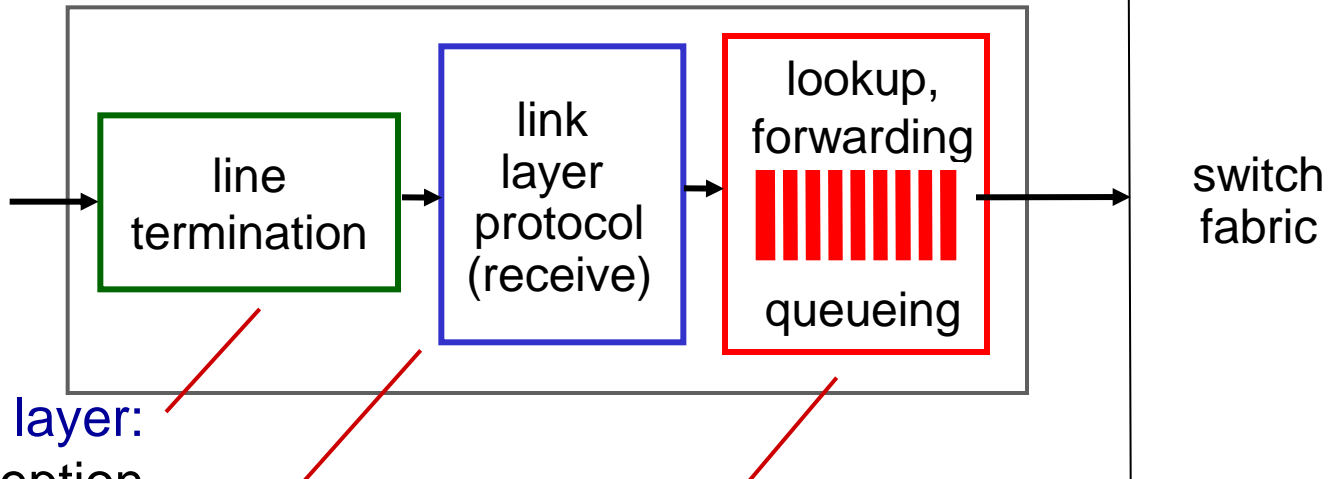 line
termination
link
layer
protocol
(receive)
lookup,
forwarding
queueing
switch
fabric
layer: